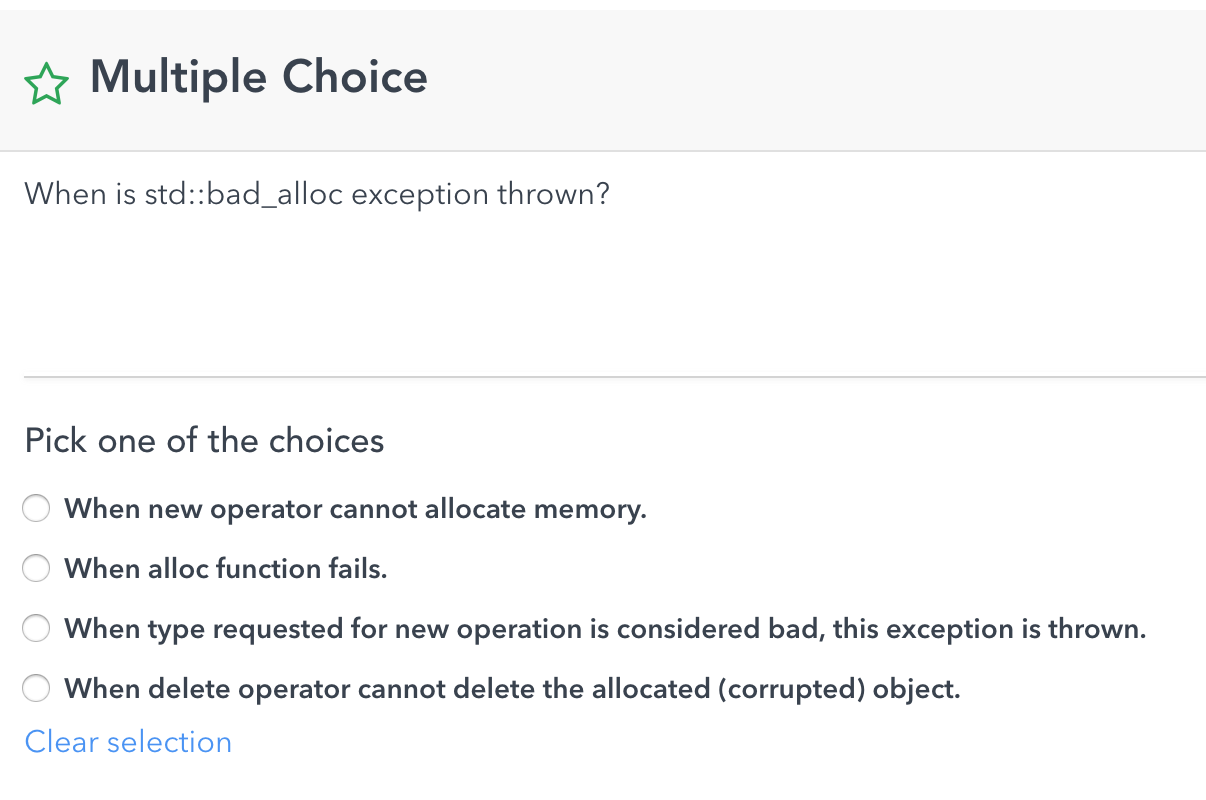 Multiple Choice
When is std::bad_alloc exception thrown?
Pick one of the choices
When new operator cannot allocate memory.
When alloc function fails.
When type requested for new operation is considered bad, this exception is thrown.
When delete operator cannot delete the allocated (corrupted) object.
Clear selection